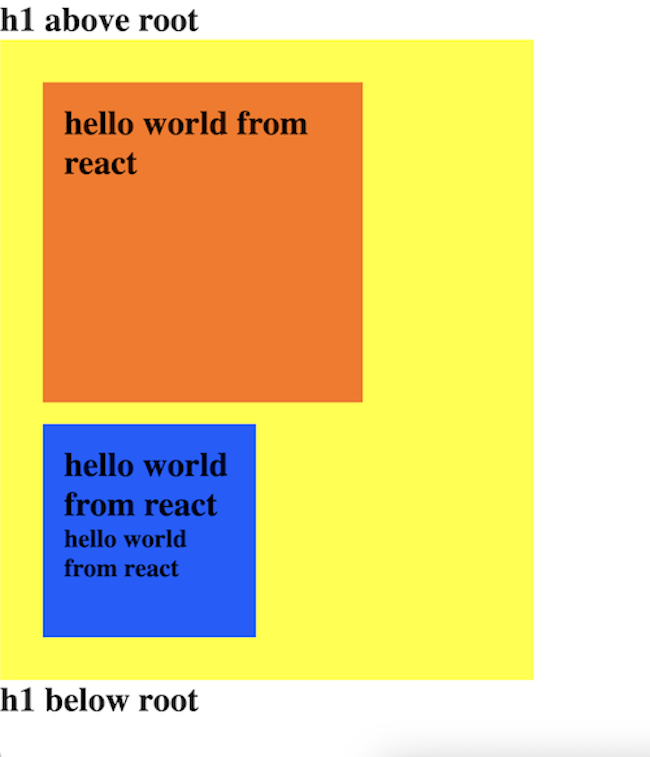 h1 above root
hello world from
react
hello world
from react
hello world
from react
h1 below root